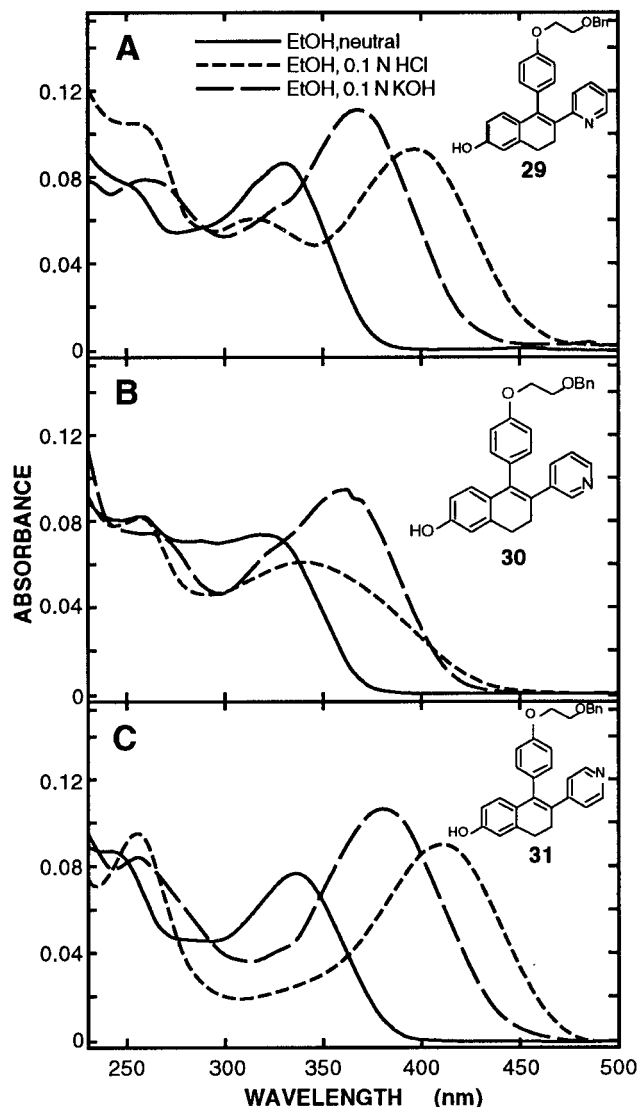 A
EtOH,neutral
EtOH, 0.1 N HCl
EtOH, 0.1 N KOH
O
OBn
N
HO
29
0.12
0.08
0.04
0
B
O
OBn
N
HO
30
0.12
0.08
0.04
0
C
O
OBn
N
HO
31
0.12
0.08
0.04
0
ABSORBANCE
250 300 350 400 450 500
WAVELENGTH (nm)